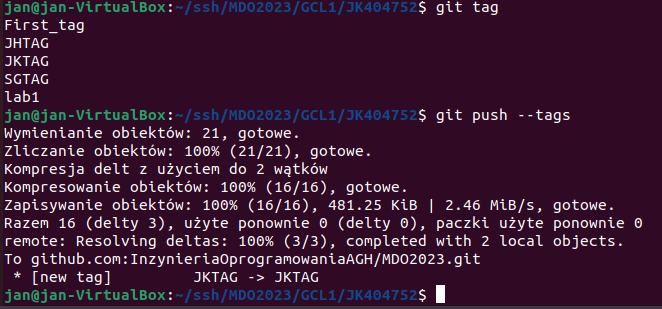 jan@jan-VirtualBox:~/ssh/MDO2023/GCL1/JK404752$ git tag
First_tag
JHTAG
JKTAG
SGTAG
lab1
jan@jan-VirtualBox:~/ssh/MDO2023/GCL1/JK404752$ git push --tags
Wymienianie obiektów: 21, gotowe.
Zliczanie obiektów: 100% (21/21), gotowe.
Kompresja delt z użyciem do 2 wątków
Kompresowanie obiektów: 100% (16/16), gotowe.
Zapisywanie obiektów: 100% (16/16), 481.25 KiB | 2.46 MiB/s, gotowe.
Razem 16 (delty 3), użyte ponownie 0 (delty 0), paczki użyte ponownie 0
remote: Resolving deltas: 100% (3/3), completed with 2 local objects.
To github.com:InzynieriaOprogramowaniaAGH/MDO2023.git
 * [new tag]         JKTAG -> JKTAG
jan@jan-VirtualBox:~/ssh/MDO2023/GCL1/JK404752$